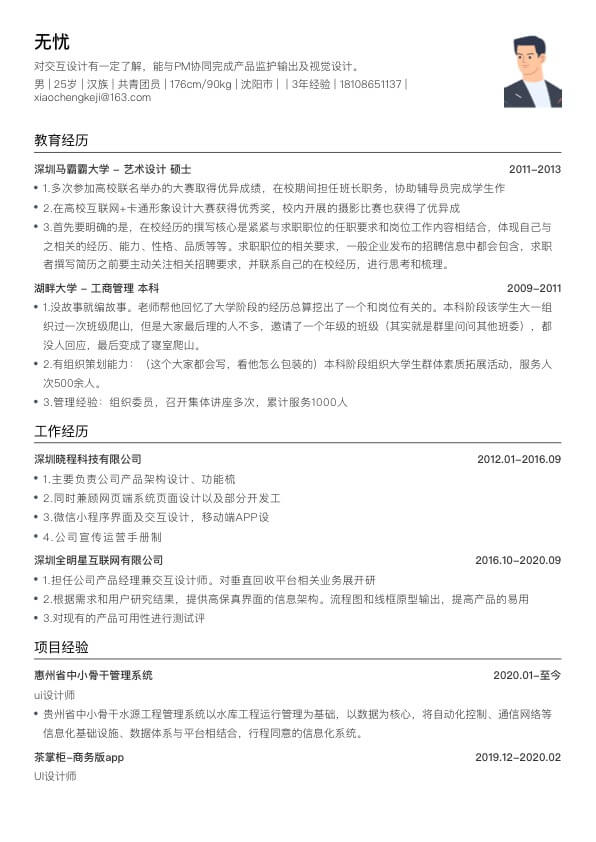 无忧
对交互设计有一定了解，能与PM协同完成产品监护输出及视觉设计。
男 | 25岁 | 汉族 | 共青团员 | 176cm/90kg | 沈阳市 | | 3年经验 | 18108651137 |
xiaochengkeji@163.com
教育经历
深圳马霸霸大学 - 艺术设计 硕士 2011-2013
1.多次参加高校联名举办的大赛取得优异成绩，在校期间担任班长职务，协助辅导员完成学生作
2.在高校互联网+卡通形象设计大赛获得优秀奖，校内开展的摄影比赛也获得了优异成
3.首先要明确的是，在校经历的撰写核心是紧紧与求职职位的任职要求和岗位工作内容相结合，体现自己与
之相关的经历、能力、性格、品质等等。求职职位的相关要求，一般企业发布的招聘信息中都会包含，求职
者撰写简历之前要主动关注相关招聘要求，并联系自己的在校经历，进行思考和梳理。
湖畔大学 - 工商管理 本科 2009-2011
1.没故事就编故事。老师帮他回忆了大学阶段的经历总算挖出了一个和岗位有关的。本科阶段该学生大一组
织过一次班级爬山，但是大家最后理的人不多，邀请了一个年级的班级（其实就是群里问问其他班委），都
没人回应，最后变成了寝室爬山。
2.有组织策划能力：（这个大家都会写，看他怎么包装的）本科阶段组织大学生群体素质拓展活动，服务人
次500余人。
3.管理经验：组织委员，召开集体讲座多次，累计服务1000人
工作经历
深圳晓程科技有限公司 2012.01-2016.09
1.主要负责公司产品架构设计、功能梳
2.同时兼顾网页端系统页面设计以及部分开发工
3.微信小程序界面及交互设计，移动端APP设
4.公司宣传运营手册制
深圳全明星互联网有限公司 2016.10-2020.09
1.担任公司产品经理兼交互设计师。对垂直回收平台相关业务展开研
2.根据需求和用户研究结果，提供高保真界面的信息架构。流程图和线框原型输出，提高产品的易用
3.对现有的产品可用性进行测试评
项目经验
惠州省中小骨干管理系统 2020.01-至今
ui设计师
贵州省中小骨干水源工程管理系统以水库工程运行管理为基础，以数据为核心，将自动化控制、通信网络等
信息化基础设施、数据体系与平台相结合，行程同意的信息化系统。
茶掌柜-商务版app 2019.12-2020.02
UI设计师